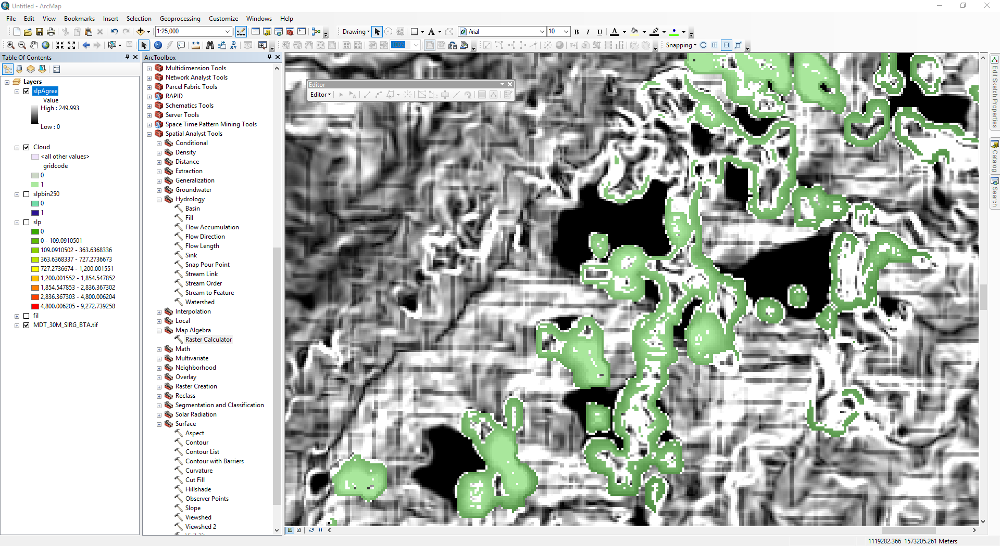 Untitled - ArcMap
File Edit View Bookmarks Insert Selection Geoprocessing Customize Windows Help
1:25,000
Drawing
Arial
10
B I U A
100%
Snapping
Table Of Contents
Layers
slpAgree
Value
High : 249.993
Low : 0
Cloud
<all other values>
gridcode
0
1
slpbin250
0
1
slp
0
0 - 109.0910501
109.0910502 - 363.6368336
363.6368337 - 727.2736673
727.2736674 - 1,200.001551
1,200.001552 - 1,854.547852
1,854.547853 - 2,836.367302
2,836.367303 - 4,800.006204
4,800.006205 - 9,272.739258
fil
MDT_30M_SIRG_BTA.tif
ArcToolbox
Multidimension Tools
Network Analyst Tools
Parcel Fabric Tools
RAPID
Schematics Tools
Server Tools
Space Time Pattern Mining Tools
Spatial Analyst Tools
Conditional
Density
Distance
Extraction
Generalization
Groundwater
Hydrology
Basin
Fill
Flow Accumulation
Flow Direction
Flow Length
Sink
Snap Pour Point
Stream Link
Stream Order
Stream to Feature
Watershed
Interpolation
Local
Map Algebra
Raster Calculator
Math
Multivariate
Neighborhood
Overlay
Raster Creation
Reclass
Segmentation and Classification
Solar Radiation
Surface
Aspect
Contour
Contour List
Contour with Barriers
Curvature
Cut Fill
Hillshade
Observer Points
Slope
Viewshed
Viewshed 2
Editor
Editor
Edit Sketch Properties
Catalog
Search
1119282.366 1573205.261 Meters